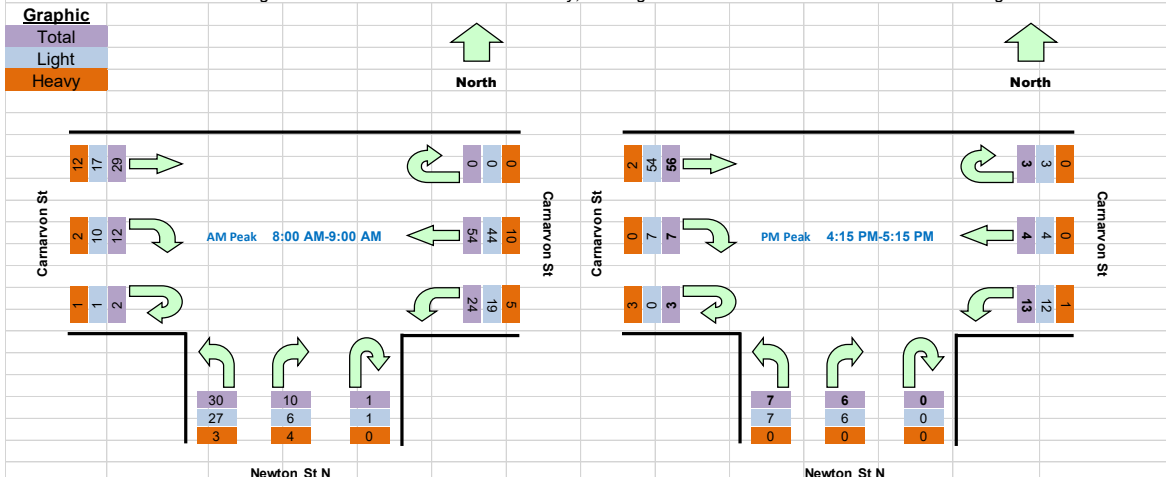 Graphic
Total
Light
Heavy
North
North
12 17 29
0 0 0
2 54 56
3 3 0
Carnarvon St
2 10 12
AM Peak 8:00 AM-9:00 AM
54 44 10
Carnarvon St
Carnarvon St
0 7 7
PM Peak 4:15 PM-5:15 PM
4 4 0
Carnarvon St
1 1 2
24 19 5
3 0 3
13 12 1
30 10 1
27 6 1
3 4 0
7 6 0
7 6 0
0 0 0
Newton St N
Newton St N